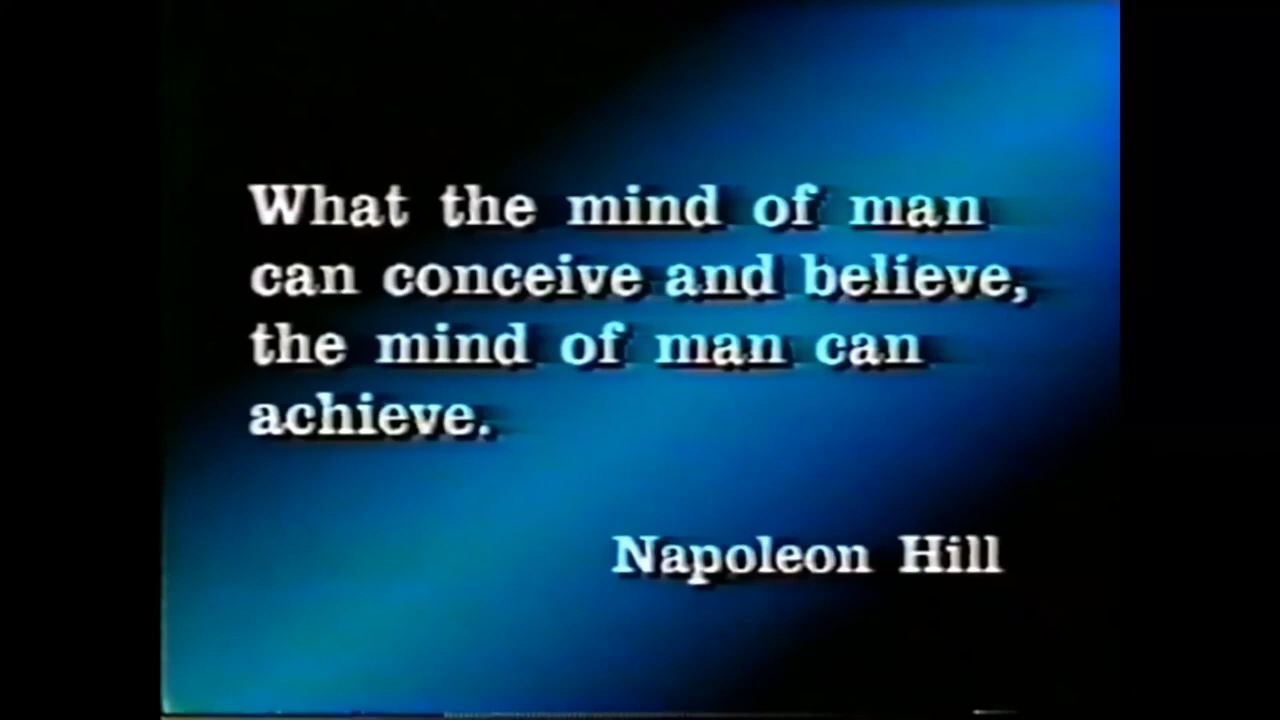 What the mind of man
can conceive and believe,
the mind of man can
achieve.
Napoleon Hill